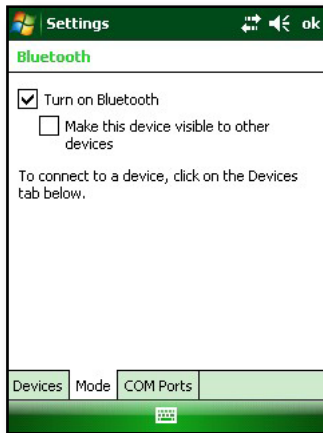 Settings ok
Bluetooth
Turn on Bluetooth
Make this device visible to other
devices
To connect to a device, click on the Devices
tab below.
Devices Mode COM Ports